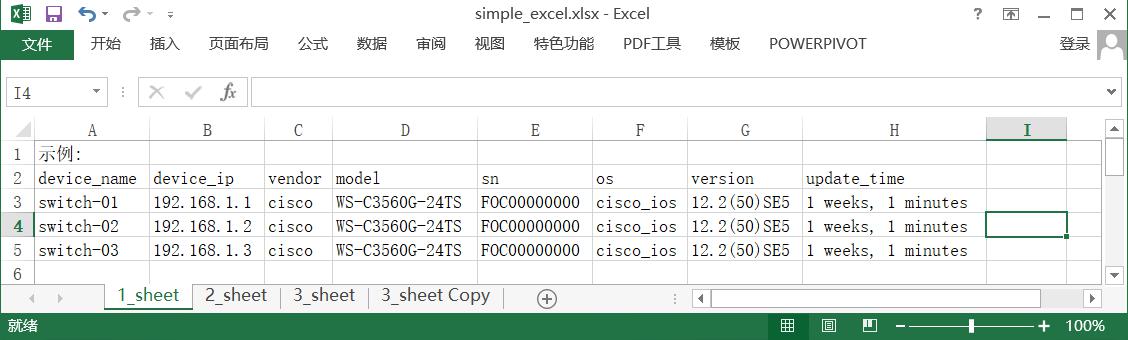 simple_excel.xlsx - Excel
?
文件 开始 插入 页面布局 公式 数据 审阅 视图 特色功能 PDF工具 模板 POWERPIVOT 登录
I4 fx
A B C D E F G H I
1 示例:
2 device_name device_ip vendor model sn os version update_time
3 switch-01 192.168.1.1 cisco WS-C3560G-24TS FOC00000000 cisco_ios 12.2(50)SE5 1 weeks, 1 minutes
4 switch-02 192.168.1.2 cisco WS-C3560G-24TS FOC00000000 cisco_ios 12.2(50)SE5 1 weeks, 1 minutes
5 switch-03 192.168.1.3 cisco WS-C3560G-24TS FOC00000000 cisco_ios 12.2(50)SE5 1 weeks, 1 minutes
6
1_sheet 2_sheet 3_sheet 3_sheet Copy
就绪 100%